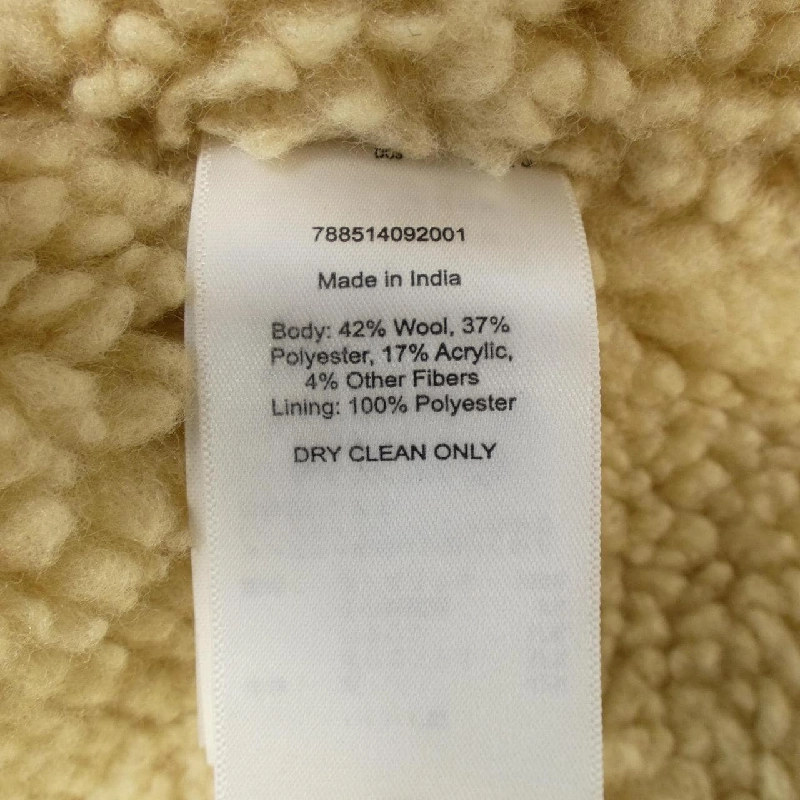 788514092001
Made in India
Body: 42% Wool, 37%
Polyester, 17% Acrylic,
4% Other Fibers
Lining: 100% Polyester
DRY CLEAN ONLY